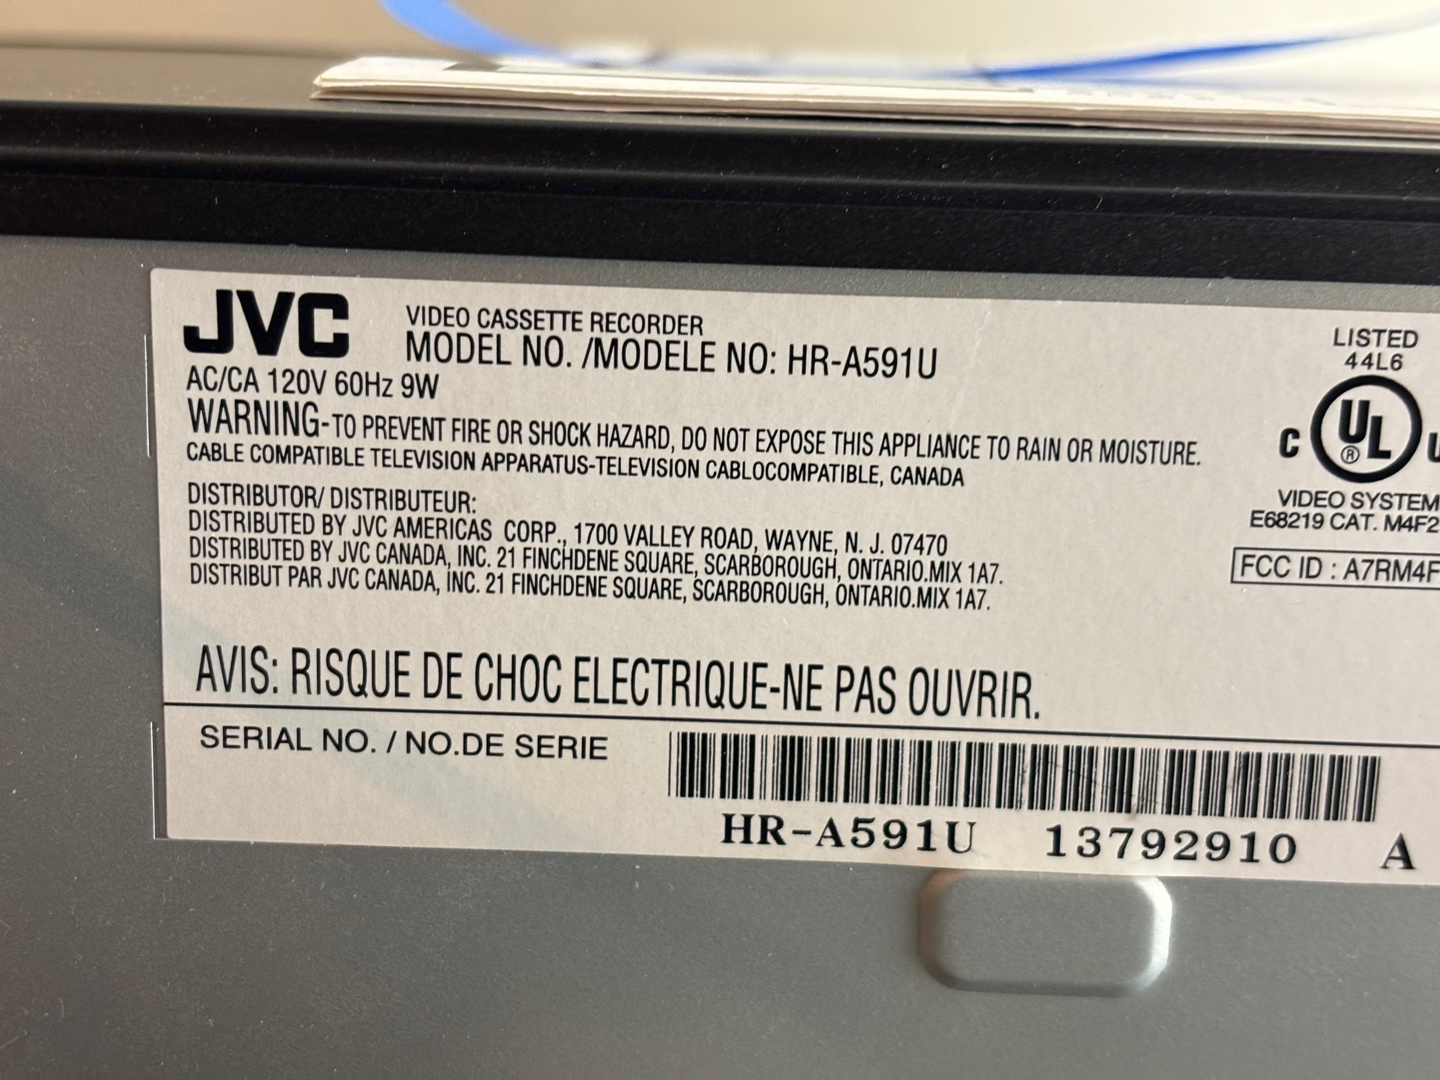 JVC
VIDEO CASSETTE RECORDER
MODEL NO. /MODELE NO: HR-A591U
AC/CA 120V 60Hz 9W
WARNING-TO PREVENT FIRE OR SHOCK HAZARD, DO NOT EXPOSE THIS APPLIANCE TO RAIN OR MOISTURE.
CABLE COMPATIBLE TELEVISION APPARATUS-TELEVISION CABLOCOMPATIBLE, CANADA
DISTRIBUTOR/ DISTRIBUTEUR:
DISTRIBUTED BY JVC AMERICAS CORP., 1700 VALLEY ROAD, WAYNE, N. J. 07470
DISTRIBUTED BY JVC CANADA, INC. 21 FINCHDENE SQUARE, SCARBOROUGH, ONTARIO.MIX 1A7.
DISTRIBUT PAR JVC CANADA, INC. 21 FINCHDENE SQUARE, SCARBOROUGH, ONTARIO.MIX 1A7.
LISTED
44L6
C UL ®
VIDEO SYSTEM
E68219 CAT. M4F2
FCC ID : A7RM4F
AVIS: RISQUE DE CHOC ELECTRIQUE-NE PAS OUVRIR.
SERIAL NO. / NO.DE SERIE
HR-A591U 13792910 A